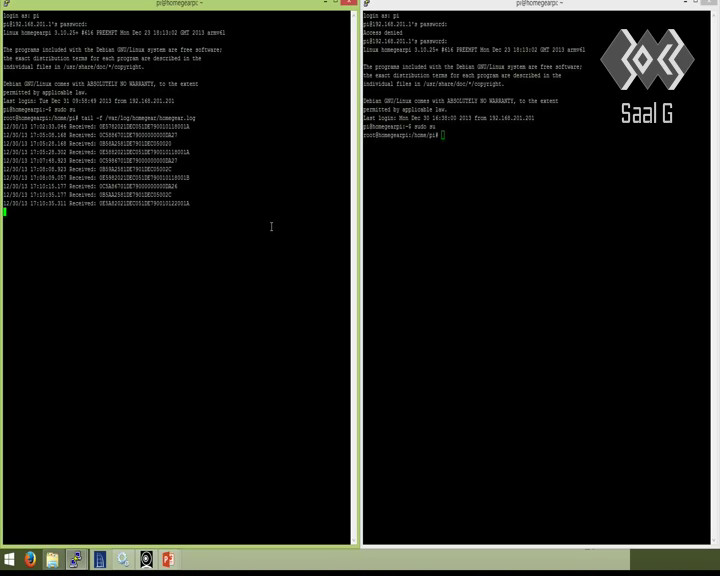 pi@homegearpi: ~
login as: pi
pi@192.168.201.1's password:
Linux homegearpi 3.10.25+ #616 PREEMPT Mon Dec 23 18:13:02 GMT 2013 armv6l
The programs included with the Debian GNU/Linux system are free software;
the exact distribution terms for each program are described in the
individual files in /usr/share/doc/*/copyright.
Debian GNU/Linux comes with ABSOLUTELY NO WARRANTY, to the extent
permitted by applicable law.
Last login: Tue Dec 31 09:58:49 2013 from 192.168.201.201
pi@homegearpi:~$ sudo su
root@homegearpi:/home/pi# tail -f /var/log/homegear/homegear.log
12/30/13 17:02:33.046 Received:
12/30/13 17:05:08.168 Received:
12/30/13 17:05:28.168 Received:
12/30/13 17:05:28.302 Received:
12/30/13 17:07:48.923 Received:
12/30/13 17:08:08.923 Received:
12/30/13 17:08:09.057 Received:
12/30/13 17:10:15.177 Received:
12/30/13 17:10:35.177 Received:
12/30/13 17:10:35.311 Received:
pi@homegearpi: ~
login as: pi
pi@192.168.201.1's password:
Access denied
pi@192.168.201.1's password:
Linux homegearpi 3.10.25+ #616 PREEMPT Mon Dec 23 18:13:02 GMT 2013 armv6l
The programs included with the Debian GNU/Linux system are free software;
the exact distribution terms for each program are described in the
individual files in /usr/share/doc/*/copyright.
Debian GNU/Linux comes with ABSOLUTELY NO WARRANTY, to the extent
permitted by applicable law.
Last login: Mon Dec 30 16:38:00 2013 from 192.168.201.201
pi@homegearpi:~$ sudo su
root@homegearpi:/home/pi#
Saal G